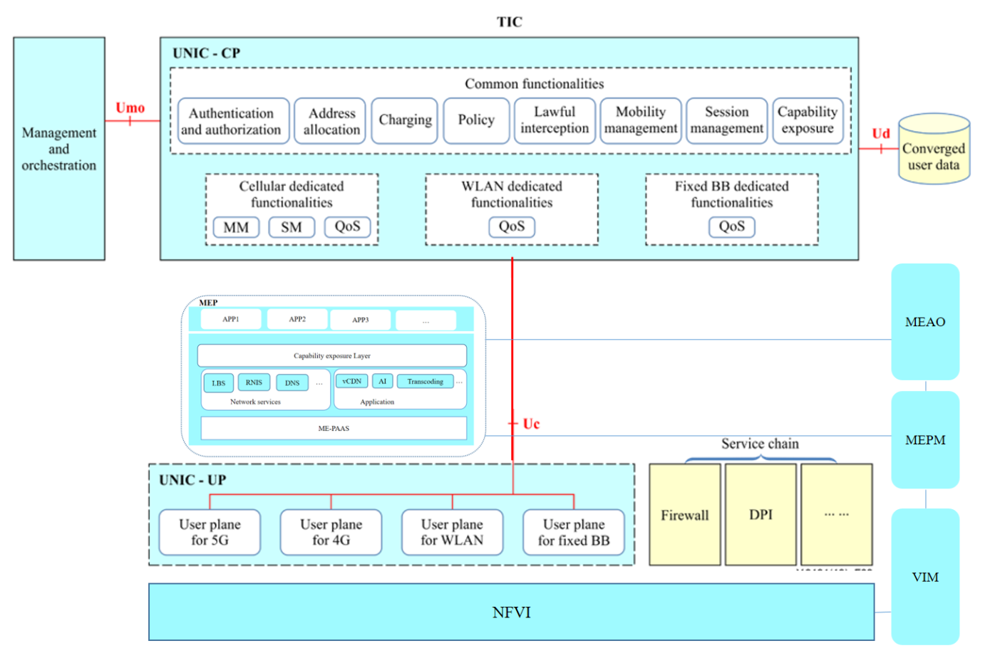 TIC
UNIC - CP
Common functionalities
Authentication
and authorization
Address
allocation
Charging
Policy
Lawful
interception
Mobility
management
Session
management
Capability
exposure
Umo
Management
and
orchestration
Ud
Converged
user data
Cellular dedicated
functionalities
MM
SM
QoS
WLAN dedicated
functionalities
QoS
Fixed BB dedicated
functionalities
QoS
MEP
APP1
APP2
APP3
...
Capability exposure Layer
LBS
RNIS
DNS
...
Network services
vCDN
AI
Transcoding
...
Application
ME-PAAS
MEAO
Uc
MEPM
Service chain
UNIC - UP
User plane
for 5G
User plane
for 4G
User plane
for WLAN
User plane
for fixed BB
Firewall
DPI
... ...
VIM
NFVI